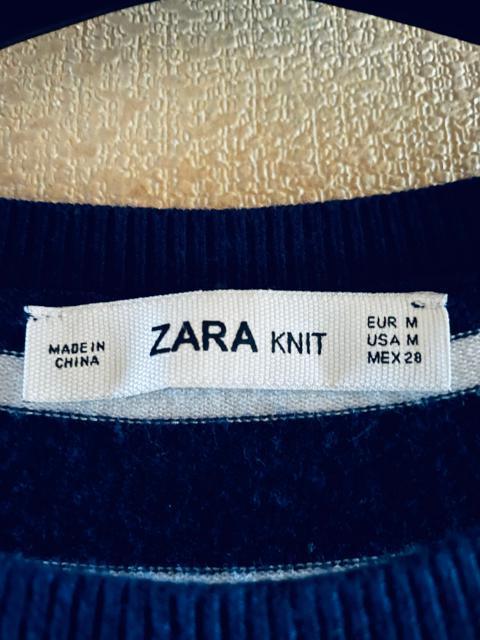 MADE IN
CHINA
ZARA KNIT
EUR M
USA M
MEX 28